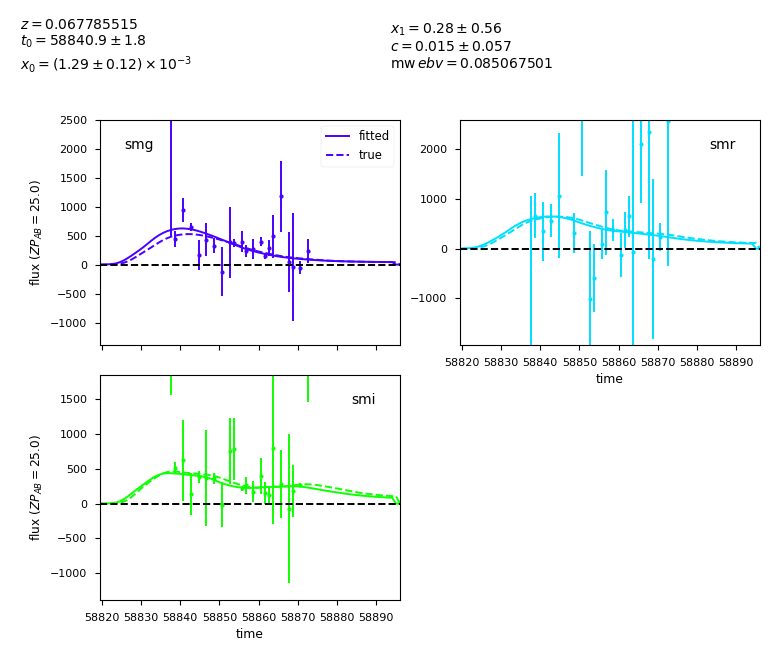 z = 0.067785515
t₀ = 58840.9 ± 1.8
x₀ = (1.29 ± 0.12) × 10⁻³
x₁ = 0.28 ± 0.56
c = 0.015 ± 0.057
mw ebv = 0.085067501
smg
fitted
true
2500
2000
1500
1000
500
0
−500
−1000
flux (ZP_AB = 25.0)
smr
2000
1000
0
−1000
58820 58830 58840 58850 58860 58870 58880 58890
time
smi
1500
1000
500
0
−500
−1000
flux (ZP_AB = 25.0)
58820 58830 58840 58850 58860 58870 58880 58890
time